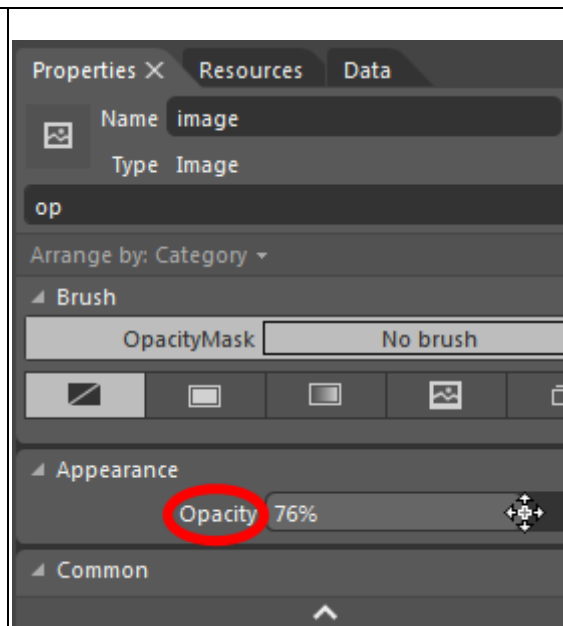 Properties Resources Data
Name image
Type Image
op
Arrange by: Category
Brush
OpacityMask No brush
Appearance
Opacity 76%
Common